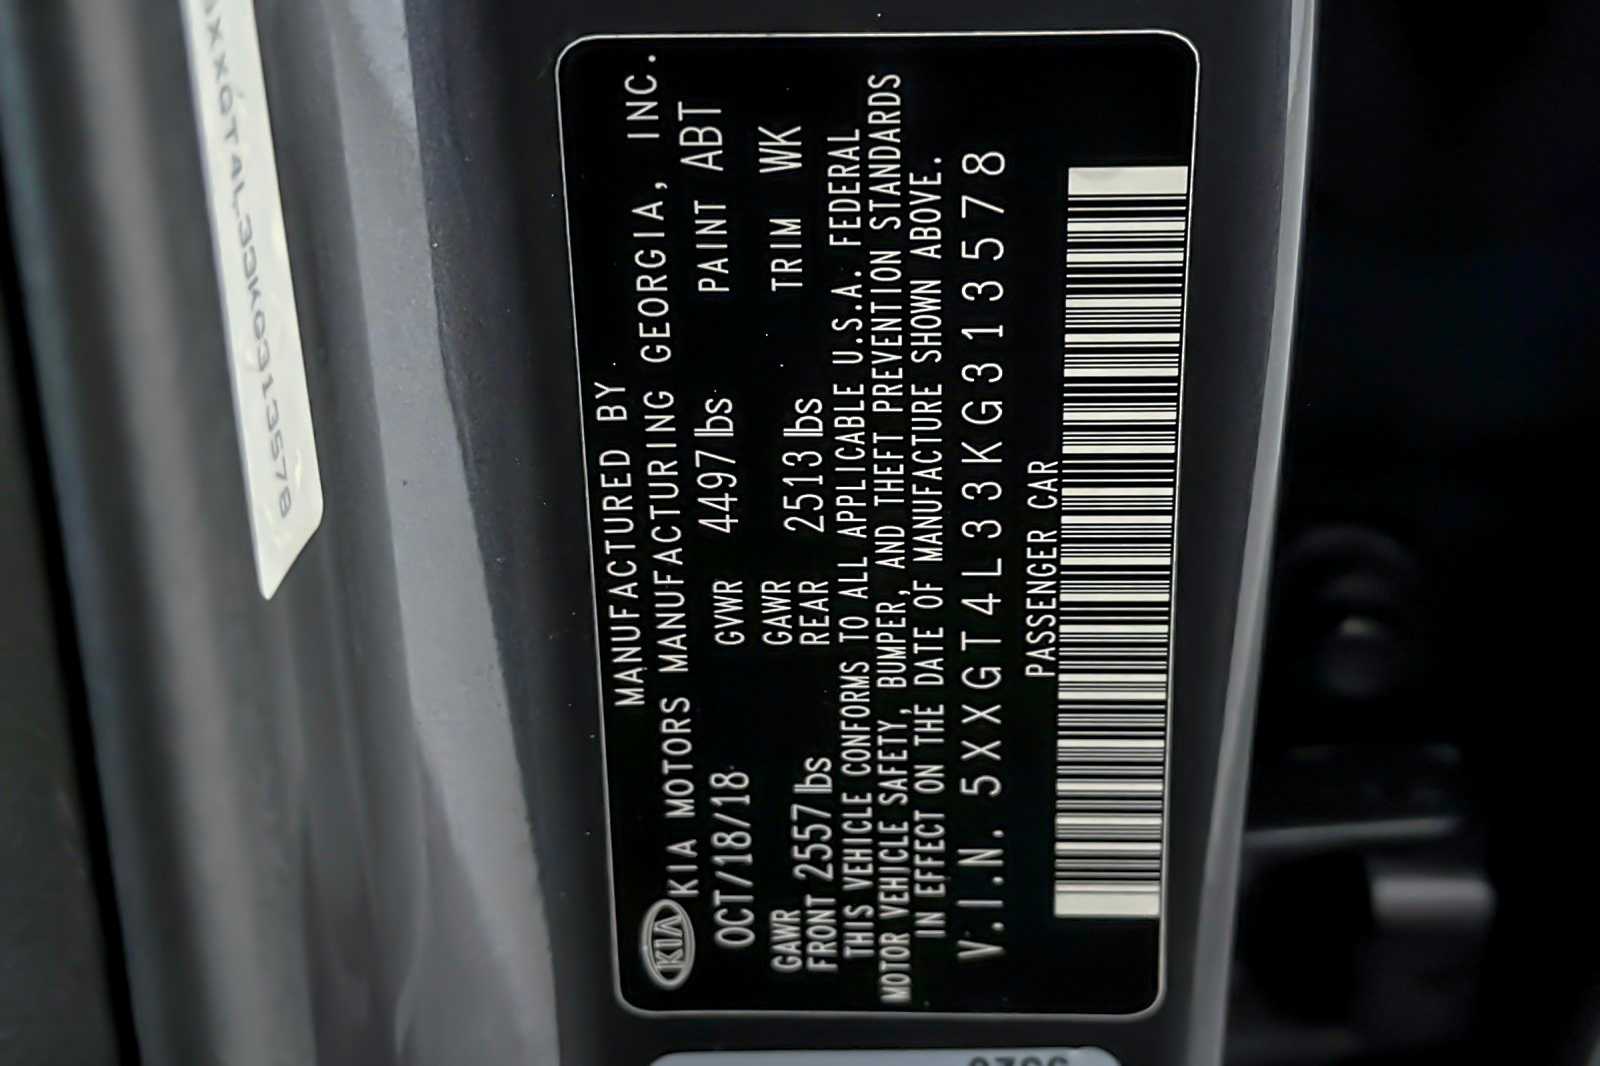 MANUFACTURED BY
KIA KIA MOTORS MANUFACTURING GEORGIA, INC.
OCT/18/18 GVWR 4497 lbs PAINT ABT
GAWR FRONT 2557 lbs GAWR REAR 2513 lbs TRIM WK
THIS VEHICLE CONFORMS TO ALL APPLICABLE U.S.A. FEDERAL
MOTOR VEHICLE SAFETY, BUMPER, AND THEFT PREVENTION STANDARDS
IN EFFECT ON THE DATE OF MANUFACTURE SHOWN ABOVE.
V.I.N. 5XXGT4L33KG313578
PASSENGER CAR
XXGT4L33KG313578